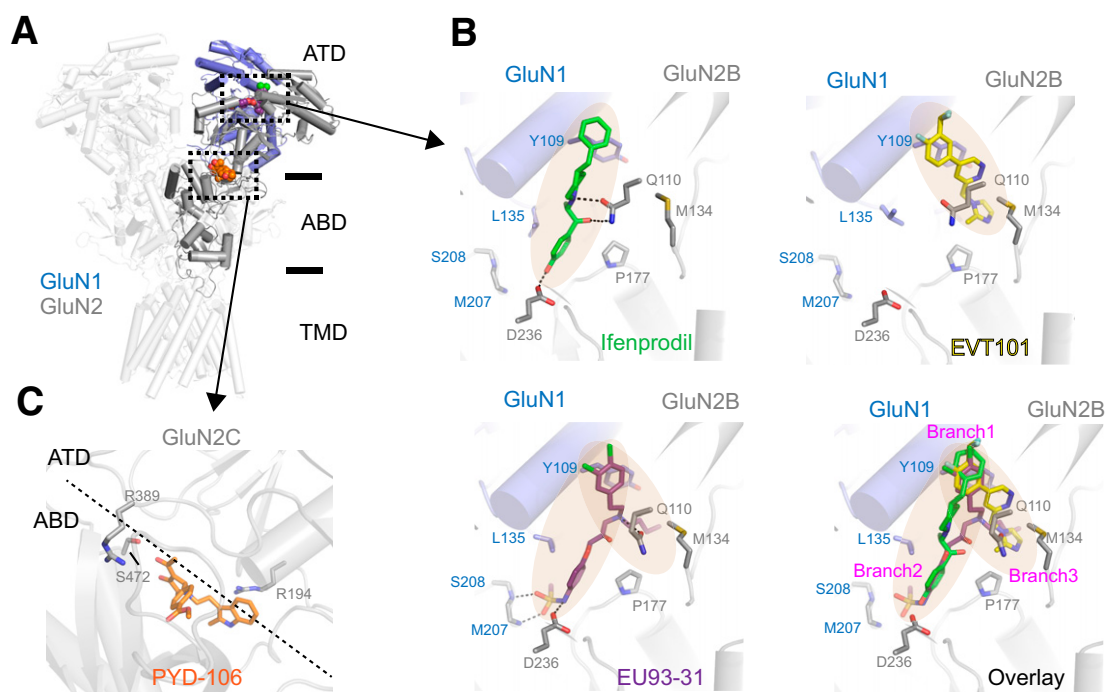 A
ATD
ABD
TMD
GluN1
GluN2
B
GluN1
GluN2B
Y109
Q110
M134
L135
S208
P177
M207
D236
Ifenprodil
GluN1
GluN2B
Y109
Q110
M134
L135
S208
P177
M207
D236
EVT101
C
GluN2C
ATD
R389
ABD
S472
R194
PYD-106
GluN1
GluN2B
Y109
Q110
M134
L135
S208
P177
M207
D236
EU93-31
GluN1
GluN2B
Branch1
Y109
Q110
M134
L135
Branch2
Branch3
S208
P177
M207
D236
Overlay